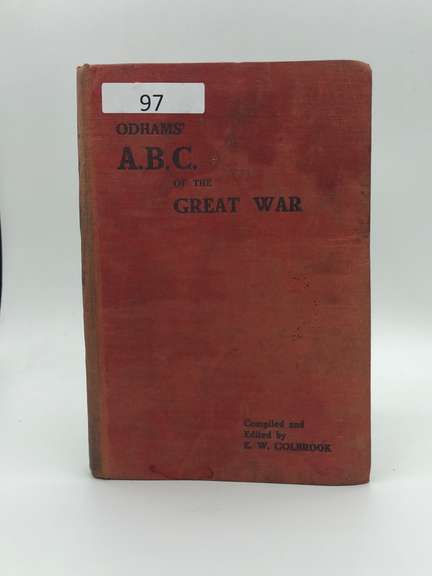 97
ODHAMS'
A.B.C.
OF THE
GREAT WAR
Compiled and
Edited by
E. W. COLBROOK